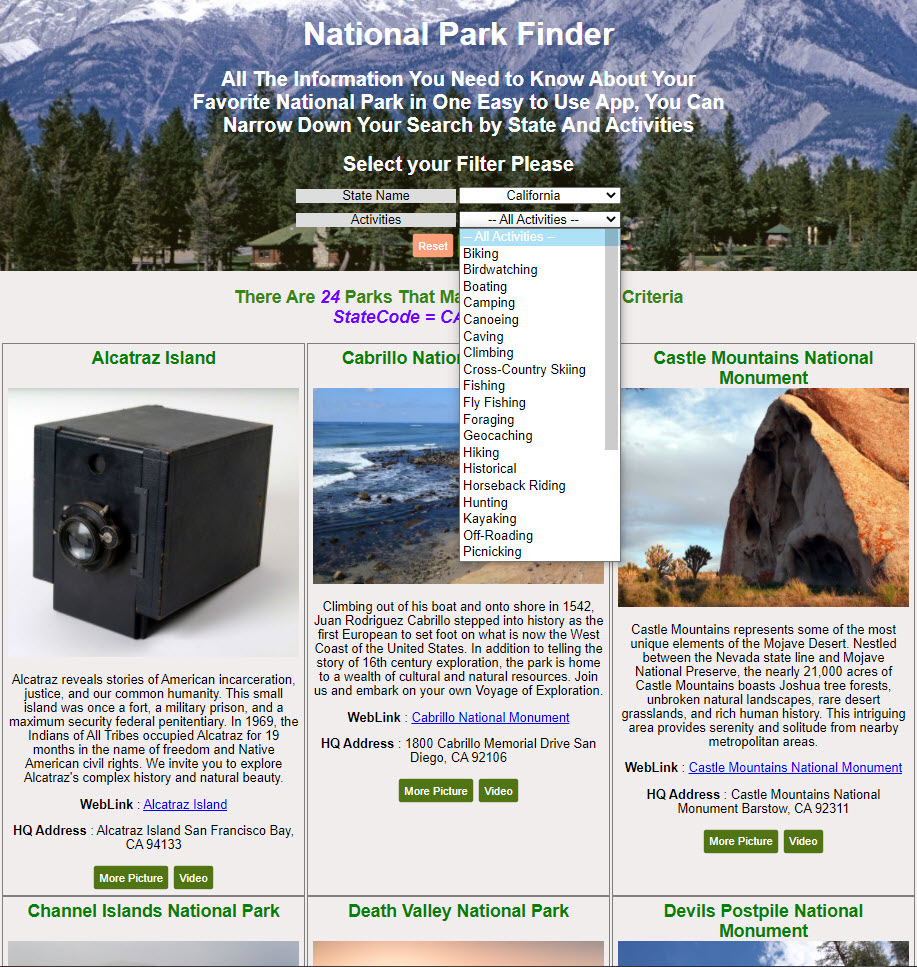 National Park Finder
All The Information You Need to Know About Your
Favorite National Park in One Easy to Use App, You Can
Narrow Down Your Search by State And Activities
Select your Filter Please
State Name
California
Activities
-- All Activities --
Reset
-- All Activities --
Biking
Birdwatching
Boating
Camping
Canoeing
Caving
Climbing
Cross-Country Skiing
Fishing
Fly Fishing
Foraging
Geocaching
Hiking
Historical
Horseback Riding
Hunting
Kayaking
Off-Roading
Picnicking
There Are 24 Parks That Criteria
StateCode =
Alcatraz Island
Alcatraz reveals stories of American incarceration,
justice, and our common humanity. This small
island was once a fort, a military prison, and a
maximum security federal penitentiary. In 1969, the
Indians of All Tribes occupied Alcatraz for 19
months in the name of freedom and Native
American civil rights. We invite you to explore
Alcatraz's complex history and natural beauty.
WebLink : Alcatraz Island
HQ Address : Alcatraz Island San Francisco Bay,
CA 94133
More Picture
Video
Cabrillo
Climbing out of his boat and onto shore in 1542,
Juan Rodriguez Cabrillo stepped into history as the
first European to set foot on what is now the West
Coast of the United States. In addition to telling the
story of 16th century exploration, the park is home
to a wealth of cultural and natural resources. Join
us and embark on your own Voyage of Exploration.
WebLink : Cabrillo National Monument
HQ Address : 1800 Cabrillo Memorial Drive San
Diego, CA 92106
More Picture
Video
Castle Mountains National
Monument
Castle Mountains represents some of the most
unique elements of the Mojave Desert. Nestled
between the Nevada state line and Mojave
National Preserve, the nearly 21,000 acres of
Castle Mountains boasts Joshua tree forests,
unbroken natural landscapes, rare desert
grasslands, and rich human history. This intriguing
area provides serenity and solitude from nearby
metropolitan areas.
WebLink : Castle Mountains National Monument
HQ Address : Castle Mountains National
Monument Barstow, CA 92311
More Picture
Video
Channel Islands National Park
Death Valley National Park
Devils Postpile National
Monument